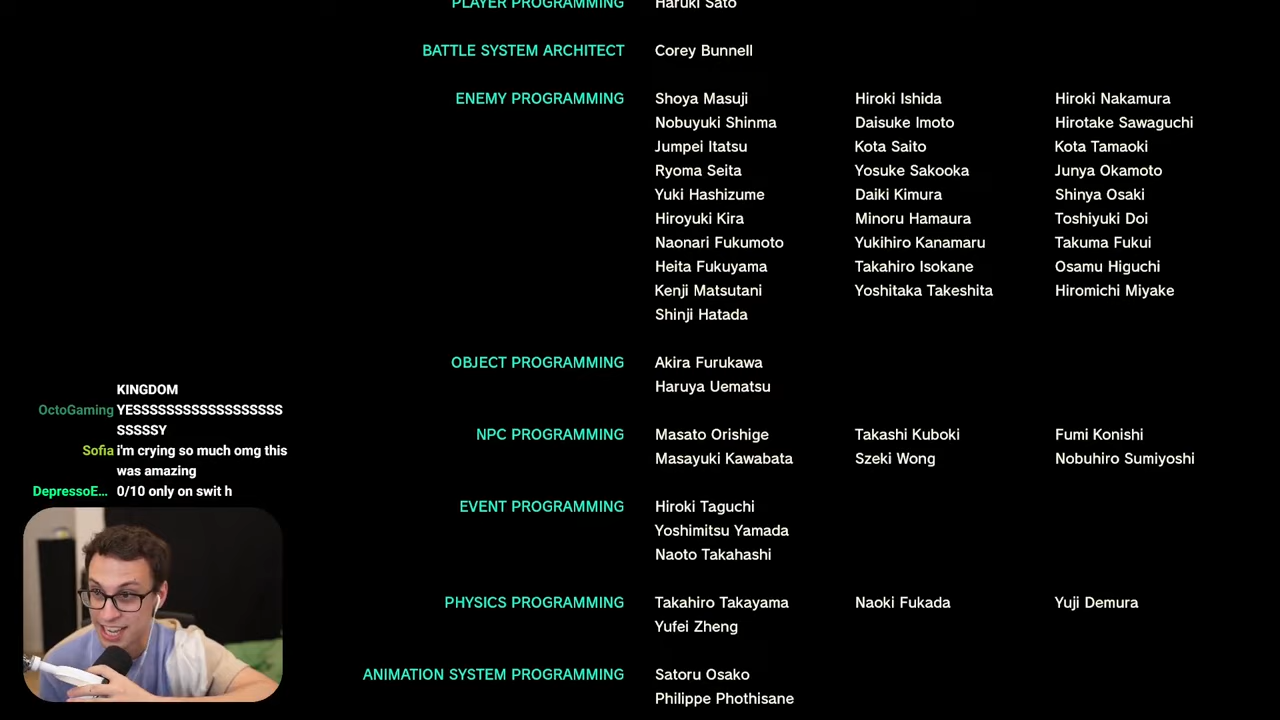 PLAYER PROGRAMMING Haruki Sato
BATTLE SYSTEM ARCHITECT Corey Bunnell
ENEMY PROGRAMMING Shoya Masuji Hiroki Ishida Hiroki Nakamura
Nobuyuki Shinma Daisuke Imoto Hirotake Sawaguchi
Jumpei Itatsu Kota Saito Kota Tamaoki
Ryoma Seita Yosuke Sakooka Junya Okamoto
Yuki Hashizume Daiki Kimura Shinya Osaki
Hiroyuki Kira Minoru Hamaura Toshiyuki Doi
Naonari Fukumoto Yukihiro Kanamaru Takuma Fukui
Heita Fukuyama Takahiro Isokane Osamu Higuchi
Kenji Matsutani Yoshitaka Takeshita Hiromichi Miyake
Shinji Hatada
OBJECT PROGRAMMING Akira Furukawa
Haruya Uematsu
NPC PROGRAMMING Masato Orishige Takashi Kuboki Fumi Konishi
Masayuki Kawabata Szeki Wong Nobuhiro Sumiyoshi
EVENT PROGRAMMING Hiroki Taguchi
Yoshimitsu Yamada
Naoto Takahashi
PHYSICS PROGRAMMING Takahiro Takayama Naoki Fukada Yuji Demura
Yufei Zheng
ANIMATION SYSTEM PROGRAMMING Satoru Osako
Philippe Phothisane
KINGDOM
OctoGaming YESSSSSSSSSSSSSSSSSS
SSSSSY
Sofia i'm crying so much omg this
was amazing
DepressoE... 0/10 only on swit h